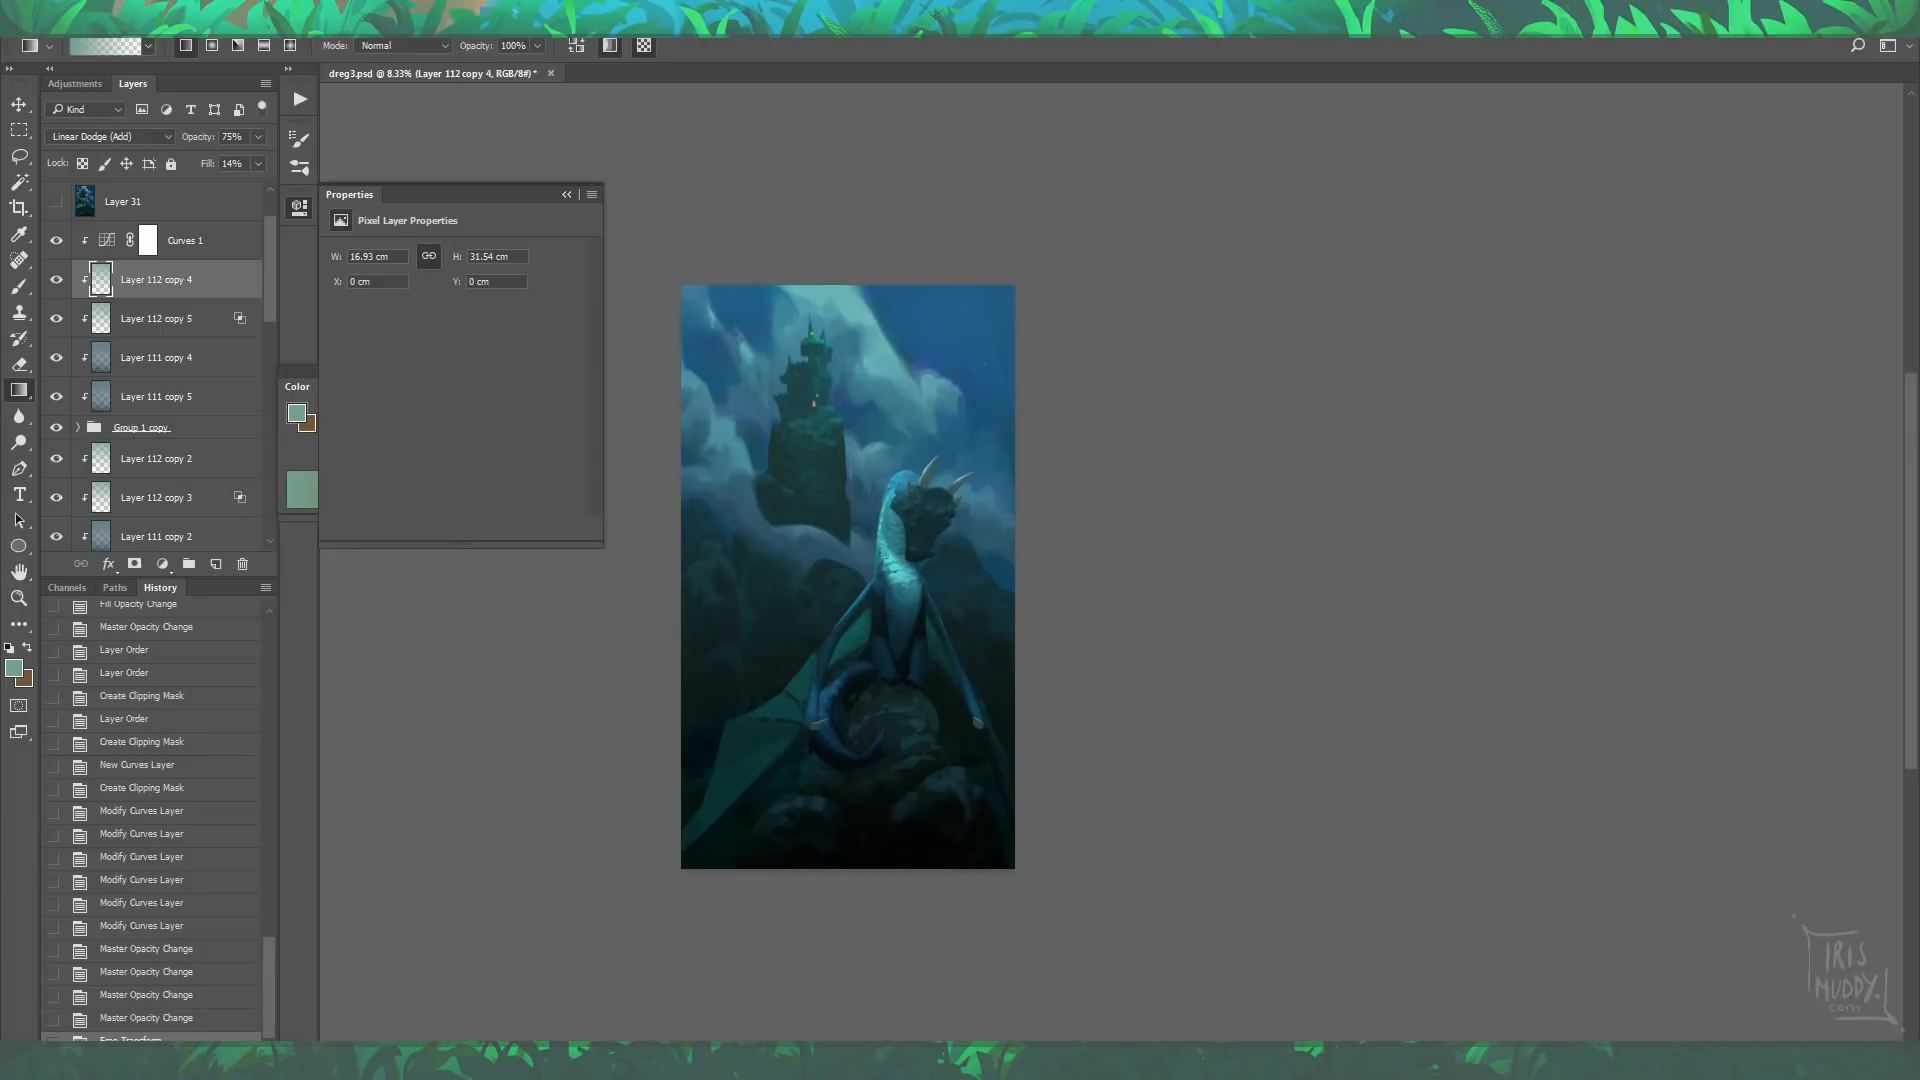 Mode: Normal Opacity: 100%
dreg3.psd @ 8.33% (Layer 112 copy 4, RGB/8#) *
Adjustments Layers
Kind
Linear Dodge (Add) Opacity: 75%
Lock: Fill: 14%
Layer 31
Curves 1
Layer 112 copy 4
Layer 112 copy 5
Layer 111 copy 4
Layer 111 copy 5
Group 1 copy
Layer 112 copy 2
Layer 112 copy 3
Layer 111 copy 2
fx
Properties
Pixel Layer Properties
W: 16.93 cm H: 31.54 cm
X: 0 cm Y: 0 cm
Color
Channels Paths History
Fill Opacity Change
Master Opacity Change
Layer Order
Layer Order
Create Clipping Mask
Layer Order
Create Clipping Mask
New Curves Layer
Create Clipping Mask
Modify Curves Layer
Modify Curves Layer
Modify Curves Layer
Modify Curves Layer
Modify Curves Layer
Modify Curves Layer
Master Opacity Change
Master Opacity Change
Master Opacity Change
Master Opacity Change
Free Transform
IRIS
MUDDY.
com